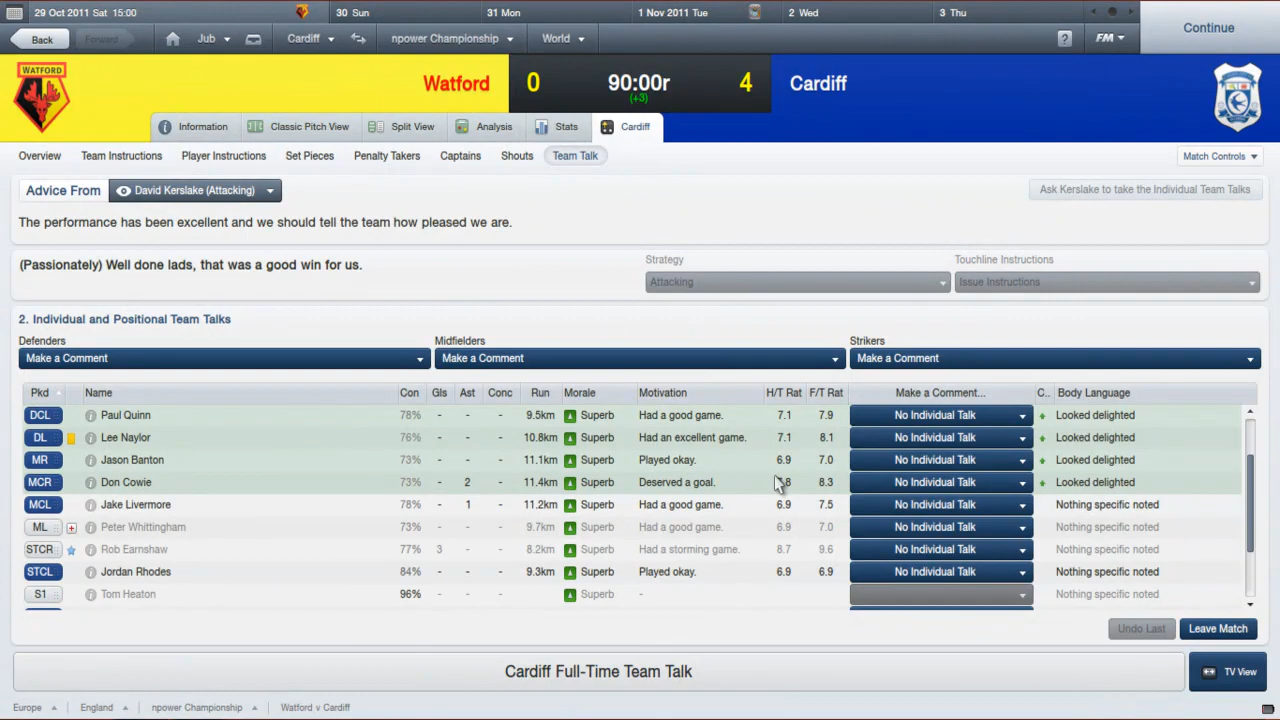 29 Oct 2011 Sat 15:00 30 Sun 31 Mon 1 Nov 2011 Tue 2 Wed 3 Thu
Continue
Back Forward Jub Cardiff npower Championship World ? FM
WATFORD Watford 0 90:00r 4 Cardiff
(+3)
Information Classic Pitch View Split View Analysis Stats Cardiff
Overview Team Instructions Player Instructions Set Pieces Penalty Takers Captains Shouts Team Talk Match Controls
Advice From David Kerslake (Attacking) Ask Kerslake to take the Individual Team Talks
The performance has been excellent and we should tell the team how pleased we are.
(Passionately) Well done lads, that was a good win for us. Strategy Touchline Instructions
Attacking Issue Instructions
2. Individual and Positional Team Talks
Defenders Midfielders Strikers
Make a Comment Make a Comment Make a Comment
Pkd Name Con Gls Ast Conc Run Morale Motivation H/T Rat F/T Rat Make a Comment... C.. Body Language
DCL Paul Quinn 78% - - - 9.5km Superb Had a good game. 7.1 7.9 No Individual Talk Looked delighted
DL Lee Naylor 76% - - - 10.8km Superb Had an excellent game. 7.1 8.1 No Individual Talk Looked delighted
MR Jason Banton 73% - - - 11.1km Superb Played okay. 6.9 7.0 No Individual Talk Looked delighted
MCR Don Cowie 73% - 2 - 11.4km Superb Deserved a goal. 8.3 No Individual Talk Looked delighted
MCL Jake Livermore 78% - 1 - 11.2km Superb Had a good game. 6.9 7.5 No Individual Talk Nothing specific noted
ML Peter Whittingham 73% - - - 9.7km Superb Had a good game. 6.9 7.0 No Individual Talk Nothing specific noted
STCR Rob Earnshaw 77% 3 - - 8.2km Superb Had a storming game. 8.7 9.6 No Individual Talk Nothing specific noted
STCL Jordan Rhodes 84% - - - 9.3km Superb Played okay. 6.9 6.9 No Individual Talk Nothing specific noted
S1 Tom Heaton 96% - - - Superb - Nothing specific noted
Undo Last Leave Match
Cardiff Full-Time Team Talk TV View
Europe England npower Championship Watford v Cardiff